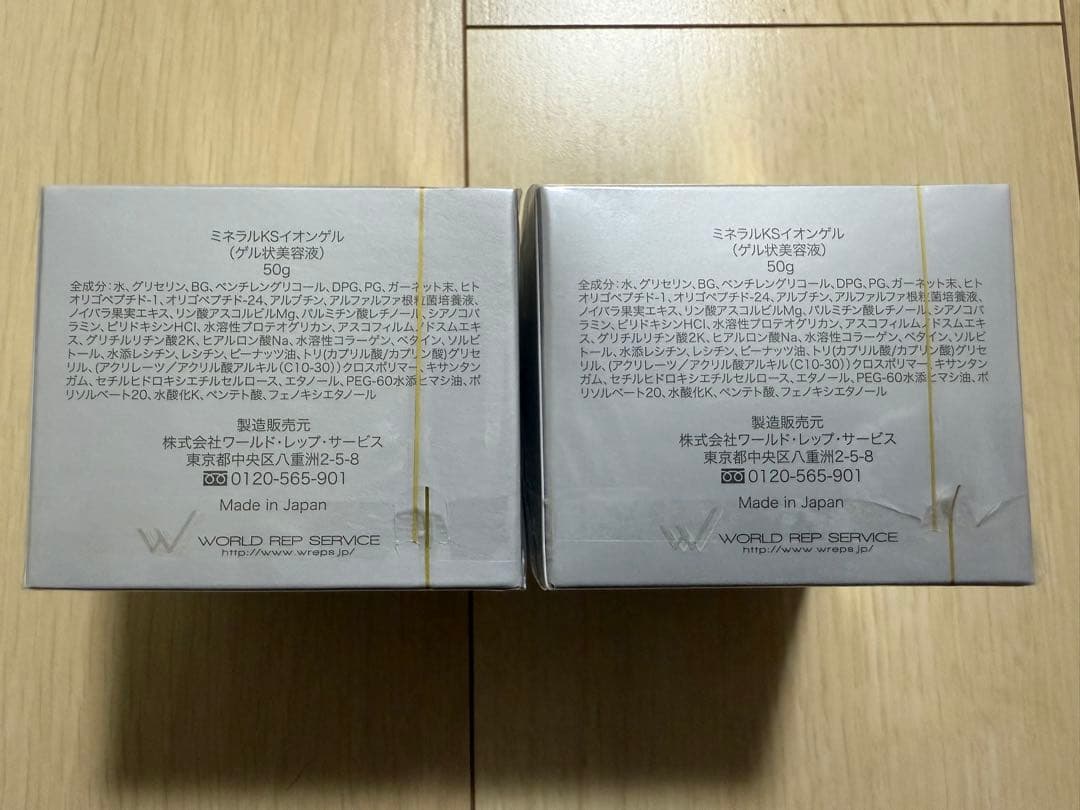 ミネラルKSイオンゲル
（ゲル状美容液）
50g
全成分：水、グリセリン、BG、ペンチレングリコール、DPG、PG、ガーネット末、ヒト
オリゴペプチド-1、オリゴペプチド-24、アルブチン、アルファルファ根粒菌培養液、
ノイバラ果実エキス、リン酸アスコルビルMg、パルミチン酸レチノール、シアノコバ
ラミン、ピリドキシンHCI、水溶性プロテオグリカン、アスコフィルムノドスムエキ
ス、グリチルリチン酸2K、ヒアルロン酸Na、水溶性コラーゲン、ベタイン、ソルビ
トール、水添レシチン、レシチン、ピーナッツ油、トリ(カプリル酸/カプリン酸)グリセ
リル、(アクリレーツ／アクリル酸アルキル(C10-30))クロスポリマー、キサンタン
ガム、セチルヒドロキシエチルセルロース、エタノール、PEG-60水添ヒマシ油、ポ
リソルベート20、水酸化K、ペンテト酸、フェノキシエタノール
製造販売元
株式会社ワールド・レップ・サービス
東京都中央区八重洲2-5-8
0120-565-901
Made in Japan
WORLD REP SERVICE
http://www.wreps.jp/
ミネラルKSイオンゲル
（ゲル状美容液）
50g
全成分：水、グリセリン、BG、ペンチレングリコール、DPG、PG、ガーネット末、ヒト
オリゴペプチド-1、オリゴペプチド-24、アルブチン、アルファルファ根粒菌培養液、
ノイバラ果実エキス、リン酸アスコルビルMg、パルミチン酸レチノール、シアノコバ
ラミン、ピリドキシンHCI、水溶性プロテオグリカン、アスコフィルムノドスムエキ
ス、グリチルリチン酸2K、ヒアルロン酸Na、水溶性コラーゲン、ベタイン、ソルビ
トール、水添レシチン、レシチン、ピーナッツ油、トリ(カプリル酸/カプリン酸)グリセ
リル、(アクリレーツ／アクリル酸アルキル(C10-30))クロスポリマー、キサンタン
ガム、セチルヒドロキシエチルセルロース、エタノール、PEG-60水添ヒマシ油、ポ
リソルベート20、水酸化K、ペンテト酸、フェノキシエタノール
製造販売元
株式会社ワールド・レップ・サービス
東京都中央区八重洲2-5-8
0120-565-901
Made in Japan
WORLD REP SERVICE
http://www.wreps.jp/